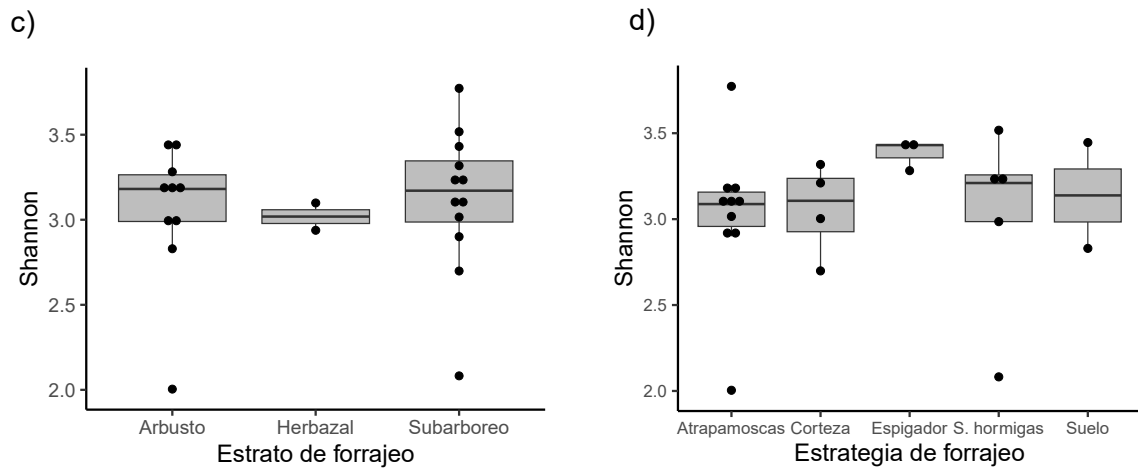 c)
Shannon
3.5
3.0
2.5
2.0
Arbusto Herbazal Subarboreo
Estrato de forrajeo
d)
Shannon
3.5
3.0
2.5
2.0
Atrapamoscas Corteza Espigador S. hormigas Suelo
Estrategia de forrajeo